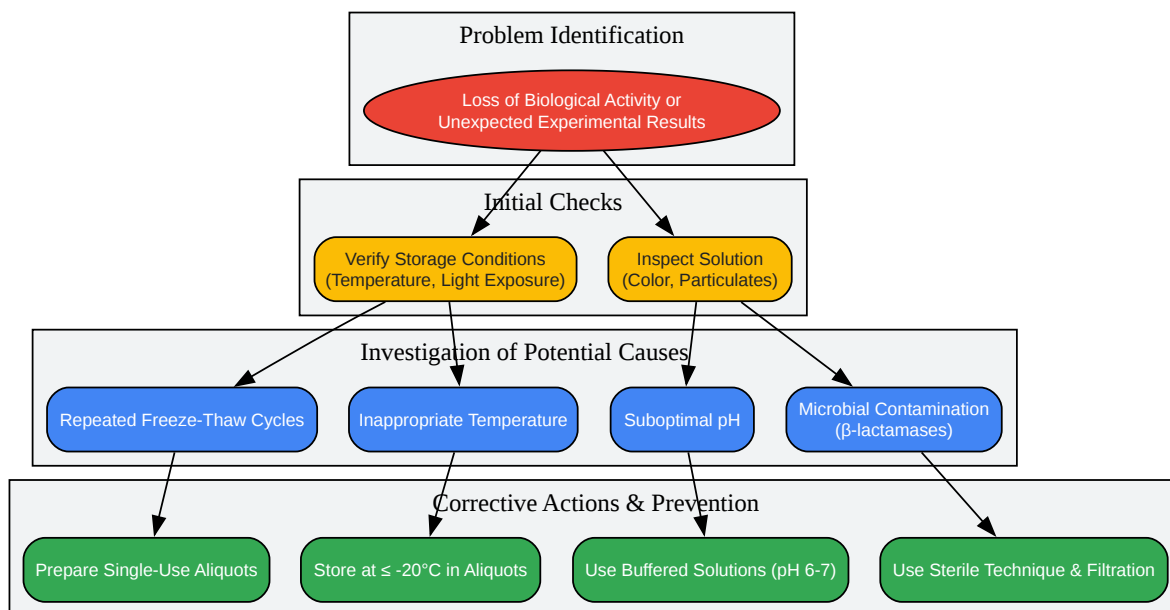 Problem Identification
Loss of Biological Activity or
Unexpected Experimental Results
Initial Checks
Verify Storage Conditions
(Temperature, Light Exposure)
Inspect Solution
(Color, Particulates)
Investigation of Potential Causes
Repeated Freeze-Thaw Cycles
Inappropriate Temperature
Suboptimal pH
Microbial Contamination
(β-lactamases)
Corrective Actions & Prevention
Prepare Single-Use Aliquots
Store at ≤ -20°C in Aliquots
Use Buffered Solutions (pH 6-7)
Use Sterile Technique & Filtration